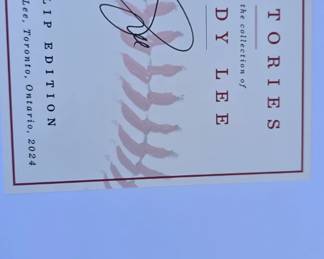 TORIES
the collection of
DY LEE
LIP EDITION
Lee, Toronto, Ontario, 2024